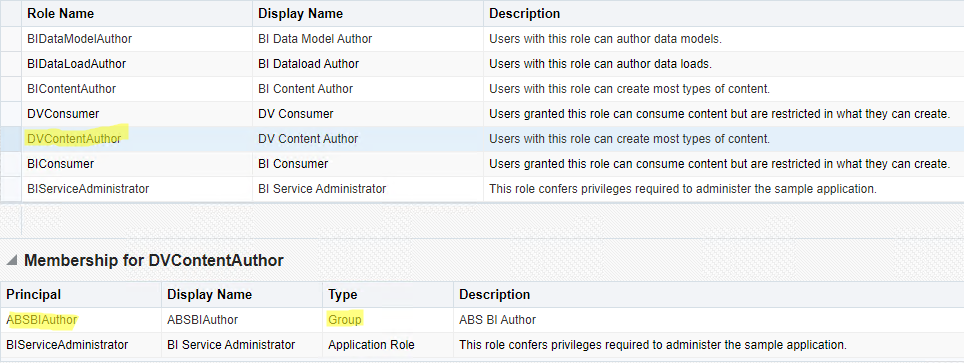 Role Name Display Name Description
BIDataModelAuthor BI Data Model Author Users with this role can author data models.
BIDataLoadAuthor BI Dataload Author Users with this role can author data loads.
BIContentAuthor BI Content Author Users with this role can create most types of content.
DVConsumer DV Consumer Users granted this role can consume content but are restricted in what they can create.
DVContentAuthor DV Content Author Users with this role can create most types of content.
BIConsumer BI Consumer Users granted this role can consume content but are restricted in what they can create.
BIServiceAdministrator BI Service Administrator This role confers privileges required to administer the sample application.
Membership for DVContentAuthor
Principal Display Name Type Description
ABSBIAuthor ABSBIAuthor Group ABS BI Author
BIServiceAdministrator BI Service Administrator Application Role This role confers privileges required to administer the sample application.